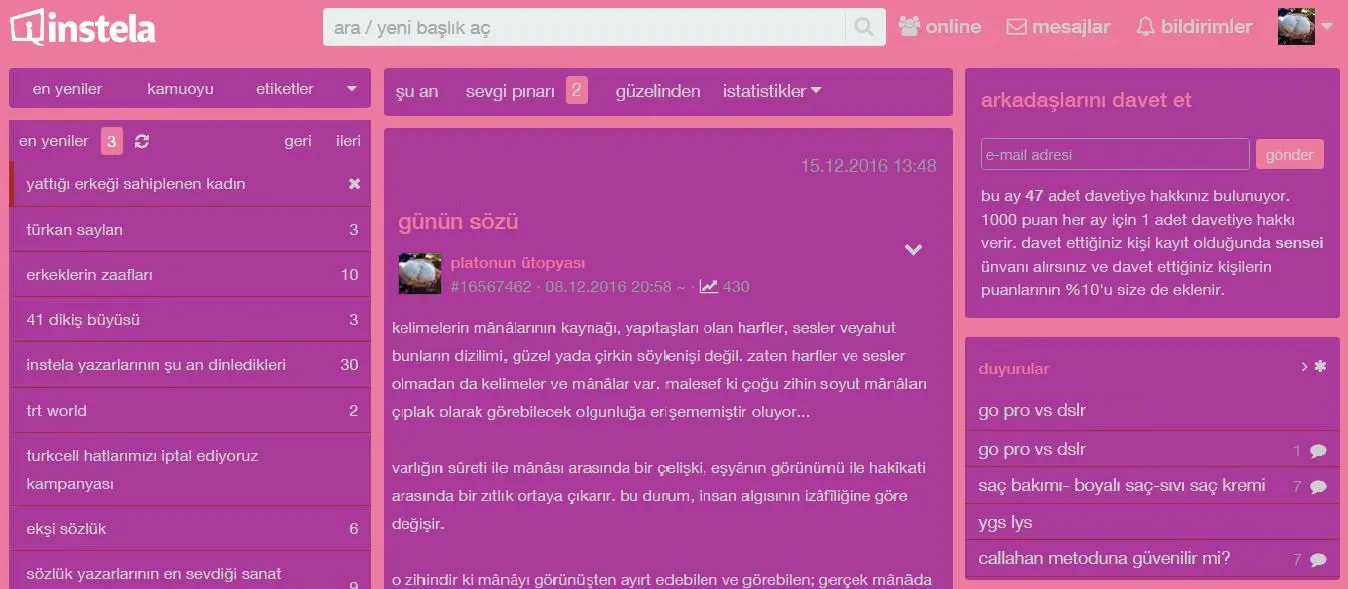 instela
ara / yeni başlık aç
online
mesajlar
bildirimler
en yeniler kamuoyu etiketler
en yeniler 3 geri ileri
yattığı erkeği sahiplenen kadın
türkan saylan 3
erkeklerin zaafları 10
41 dikiş büyüsü 3
instela yazarlarının şu an dinledikleri 30
trt world 2
turkcell hatlarımızı iptal ediyoruz
kampanyası
ekşi sözlük 6
sözlük yazarlarının en sevdiği sanat
9
şu an sevgi pınarı 2 güzelinden istatistikler
15.12.2016 13:48
günün sözü
platonun ütopyası
#16567462 · 08.12.2016 20:58 ~ · 430
kelimelerin mânâlarının kaynağı, yapıtaşları olan harfler, sesler veyahut
bunların dizilimi, güzel yada çirkin söylenişi değil. zaten harfler ve sesler
olmadan da kelimeler ve mânâlar var. malesef ki çoğu zihin soyut mânâları
çıplak olarak görebilecek olgunluğa erişememiştir oluyor...
varlığın sûreti ile mânâsı arasında bir çelişki, eşyânın görünümü ile hakîkati
arasında bir zıtlık ortaya çıkarır. bu durum, insan algısının izâfîliğine göre
değişir.
o zihindir ki mânâyı görünüşten ayırt edebilen ve görebilen; gerçek mânâda
arkadaşlarını davet et
e-mail adresi gönder
bu ay 47 adet davetiye hakkınız bulunuyor.
1000 puan her ay için 1 adet davetiye hakkı
verir. davet ettiğiniz kişi kayıt olduğunda sensei
ünvanı alırsınız ve davet ettiğiniz kişilerin
puanlarının %10'u size de eklenir.
duyurular
go pro vs dslr
go pro vs dslr 1
saç bakımı- boyalı saç-sıvı saç kremi 7
ygs lys
callahan metoduna güvenilir mi? 7